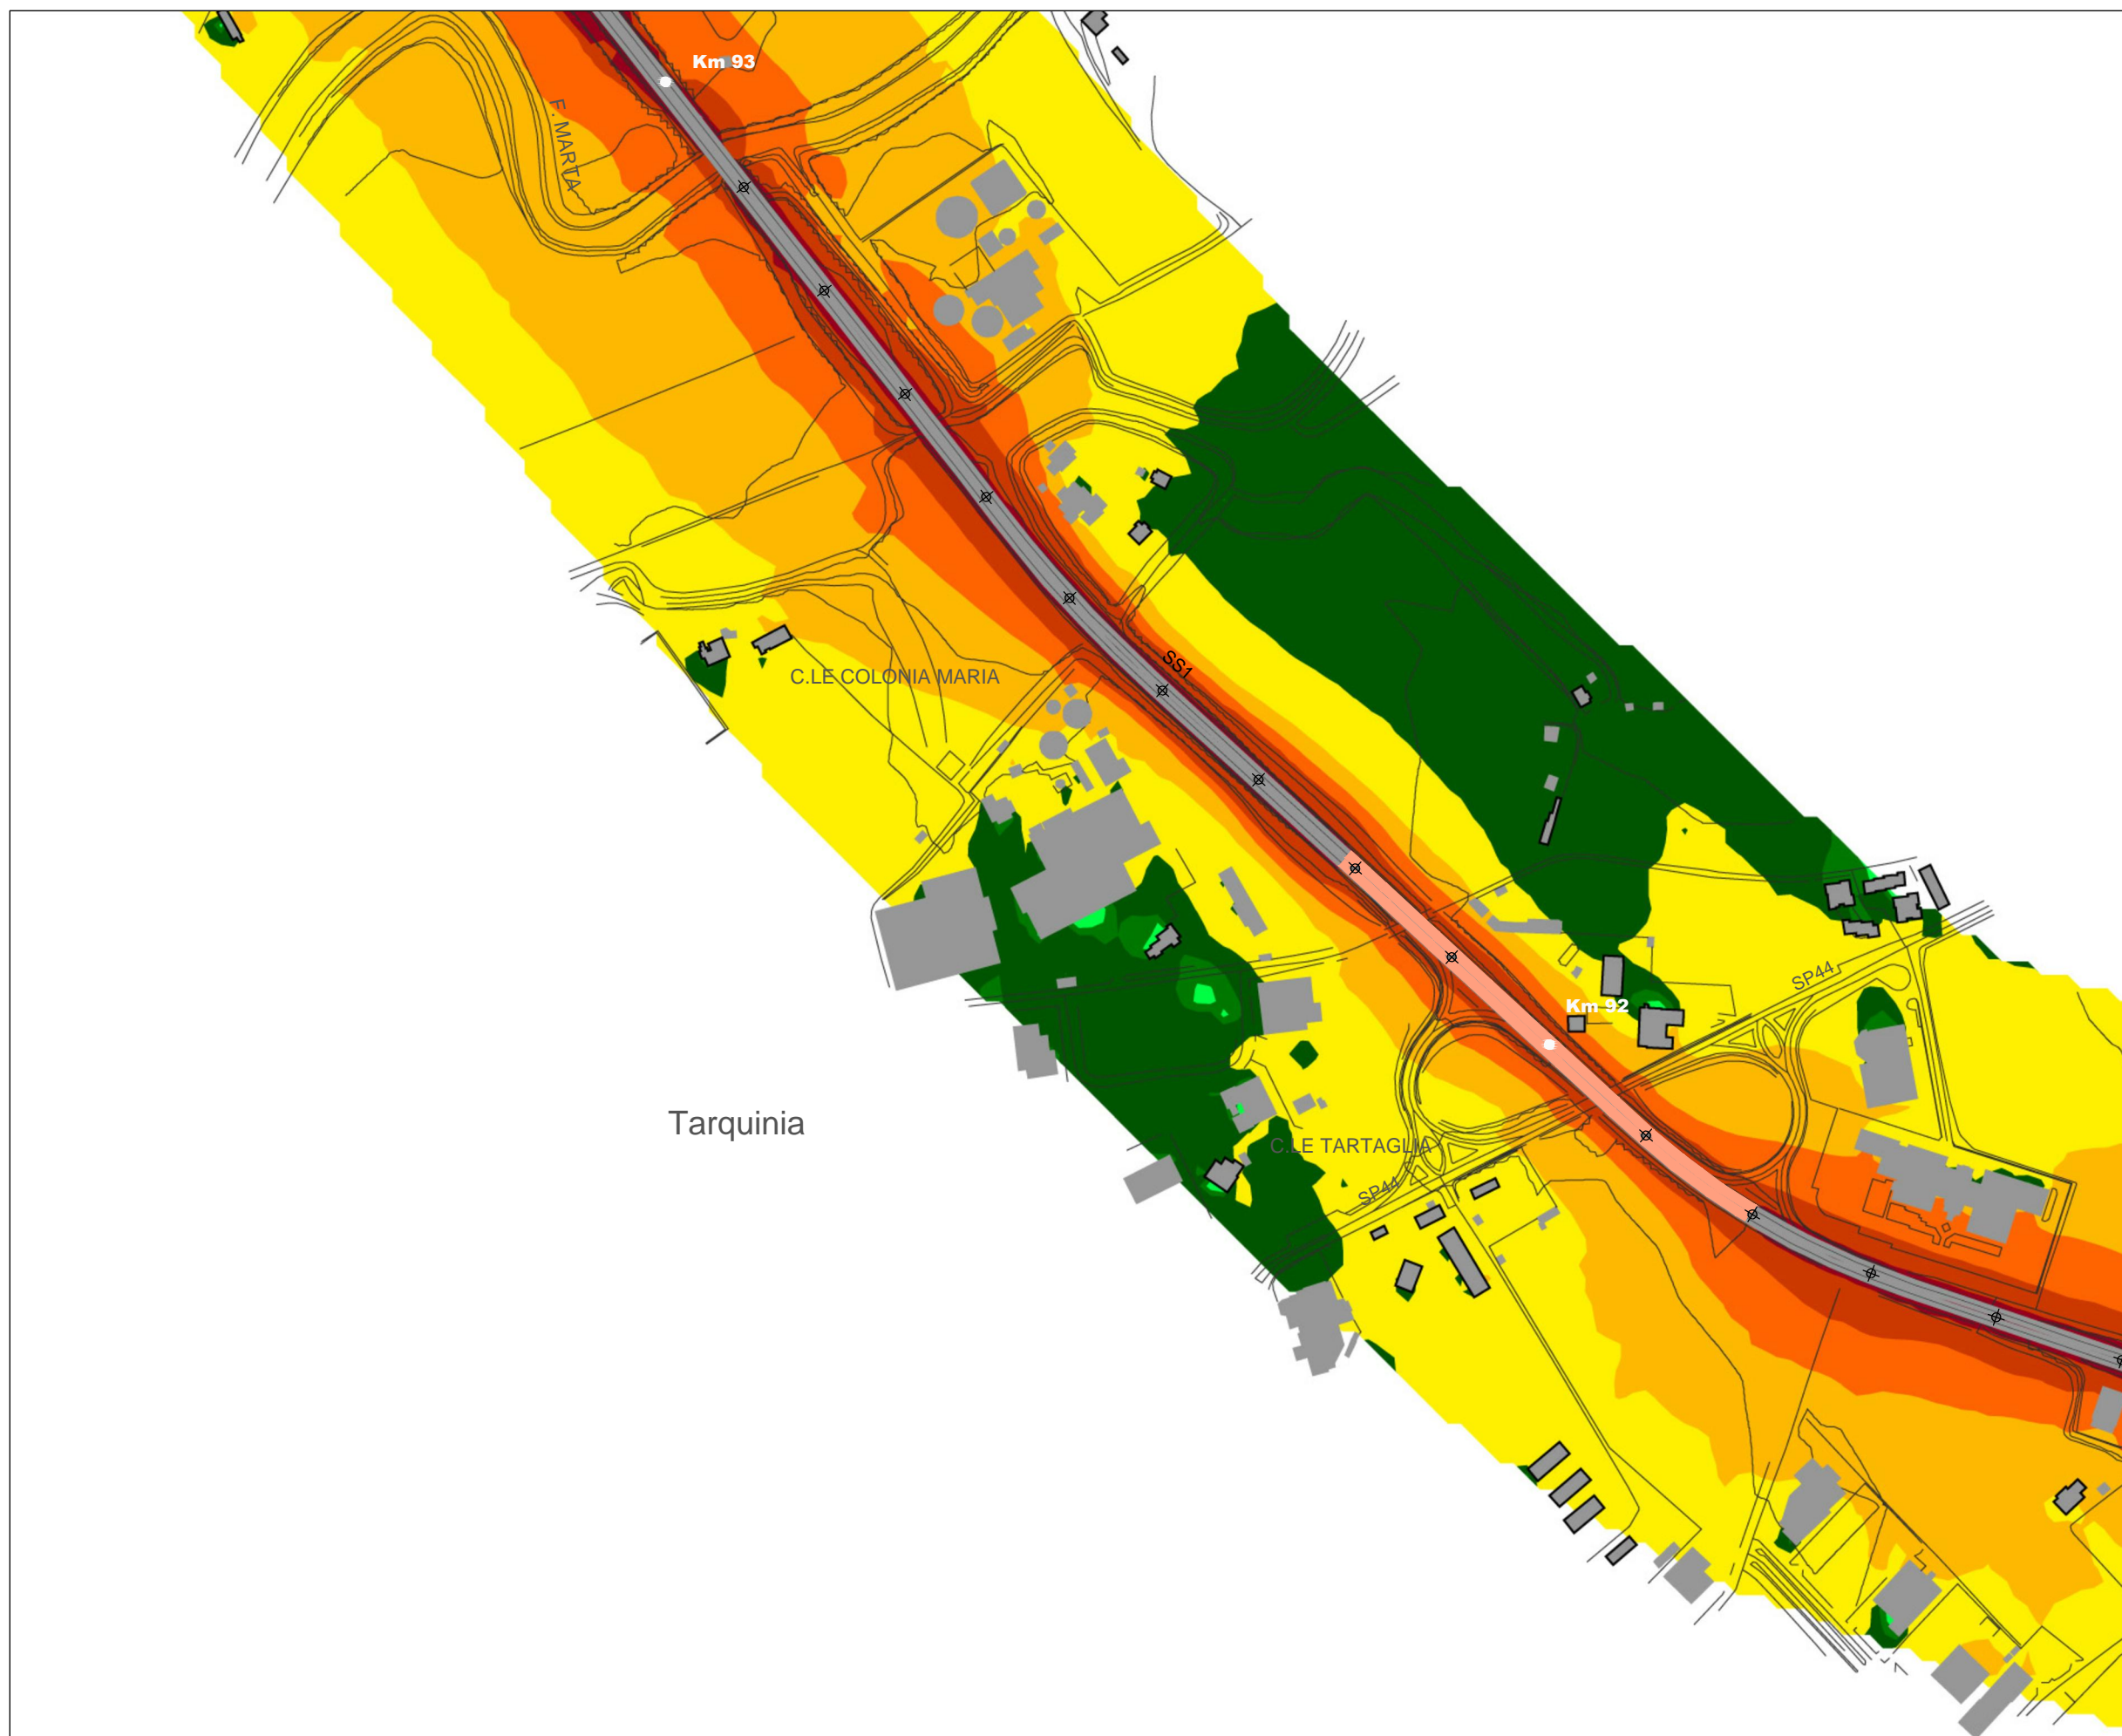 Km 93
F. MARTA
SS1
C.LE COLONIA MARIA
SP44
Km 92
Tarquinia
C.LE TARTAGLIA
SP44